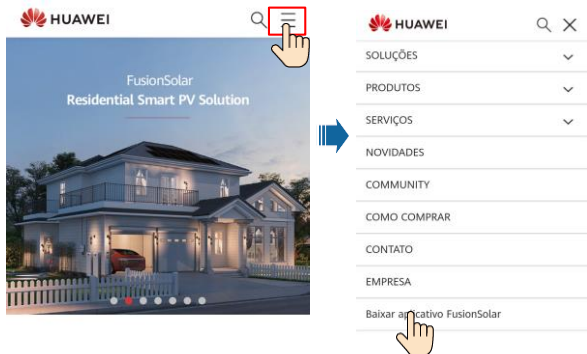 HUAWEI
FusionSolar
Residential Smart PV Solution
HUAWEI
SOLUÇÕES
PRODUTOS
SERVIÇOS
NOVIDADES
COMMUNITY
COMO COMPRAR
CONTATO
EMPRESA
Baixar aplicativo FusionSolar